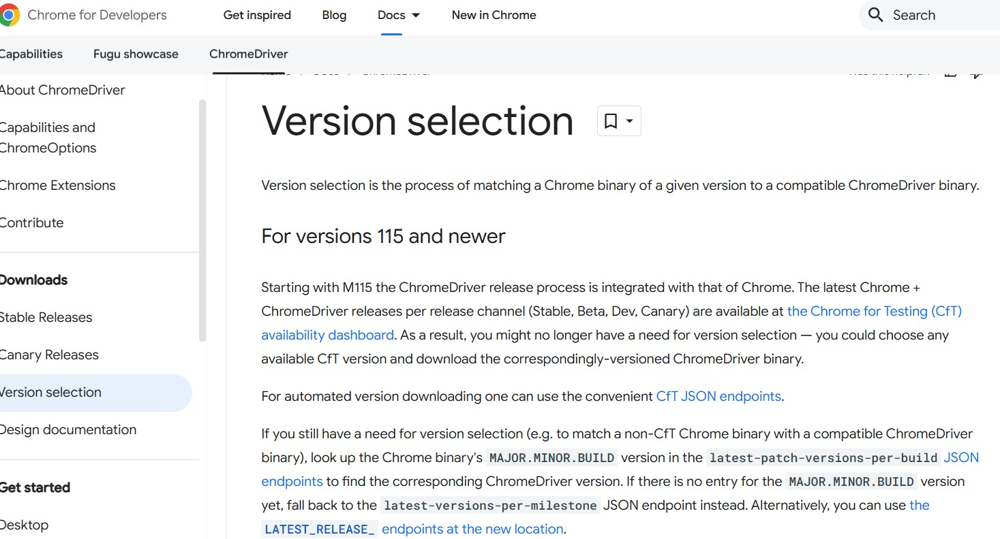 Chrome for Developers
Get inspired
Blog
Docs
New in Chrome
Search
Capabilities
Fugu showcase
ChromeDriver
About ChromeDriver
Capabilities and
ChromeOptions
Chrome Extensions
Contribute
Downloads
Stable Releases
Canary Releases
Version selection
Design documentation
Get started
Desktop
Version selection
Version selection is the process of matching a Chrome binary of a given version to a compatible ChromeDriver binary.
For versions 115 and newer
Starting with M115 the ChromeDriver release process is integrated with that of Chrome. The latest Chrome +
ChromeDriver releases per release channel (Stable, Beta, Dev, Canary) are available at the Chrome for Testing (CfT)
availability dashboard. As a result, you might no longer have a need for version selection — you could choose any
available CfT version and download the correspondingly-versioned ChromeDriver binary.
For automated version downloading one can use the convenient CfT JSON endpoints.
If you still have a need for version selection (e.g. to match a non-CfT Chrome binary with a compatible ChromeDriver
binary), look up the Chrome binary's MAJOR.MINOR.BUILD version in the latest-patch-versions-per-build JSON
endpoints to find the corresponding ChromeDriver version. If there is no entry for the MAJOR.MINOR.BUILD version
yet, fall back to the latest-versions-per-milestone JSON endpoint instead. Alternatively, you can use the
LATEST_RELEASE_ endpoints at the new location.